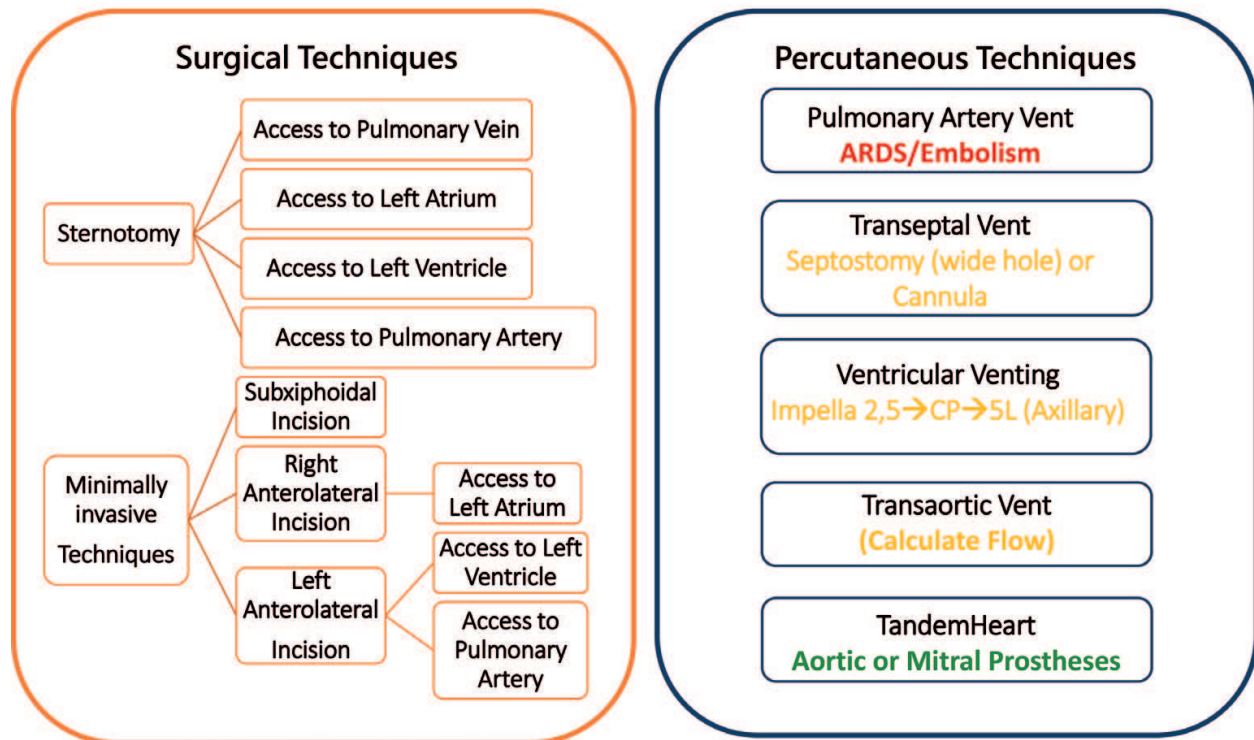 Surgical Techniques
Sternotomy
Access to Pulmonary Vein
Access to Left Atrium
Access to Left Ventricle
Access to Pulmonary Artery
Minimally
invasive
Techniques
Subxiphoidal
Incision
Right
Anterolateral
Incision
Access to
Left Atrium
Left
Anterolateral
Incision
Access to Left
Ventricle
Access to
Pulmonary
Artery
Percutaneous Techniques
Pulmonary Artery Vent
ARDS/Embolism
Transeptal Vent
Septostomy (wide hole) or
Cannula
Ventricular Venting
Impella 2,5→CP→5L (Axillary)
Transaortic Vent
(Calculate Flow)
TandemHeart
Aortic or Mitral Prostheses